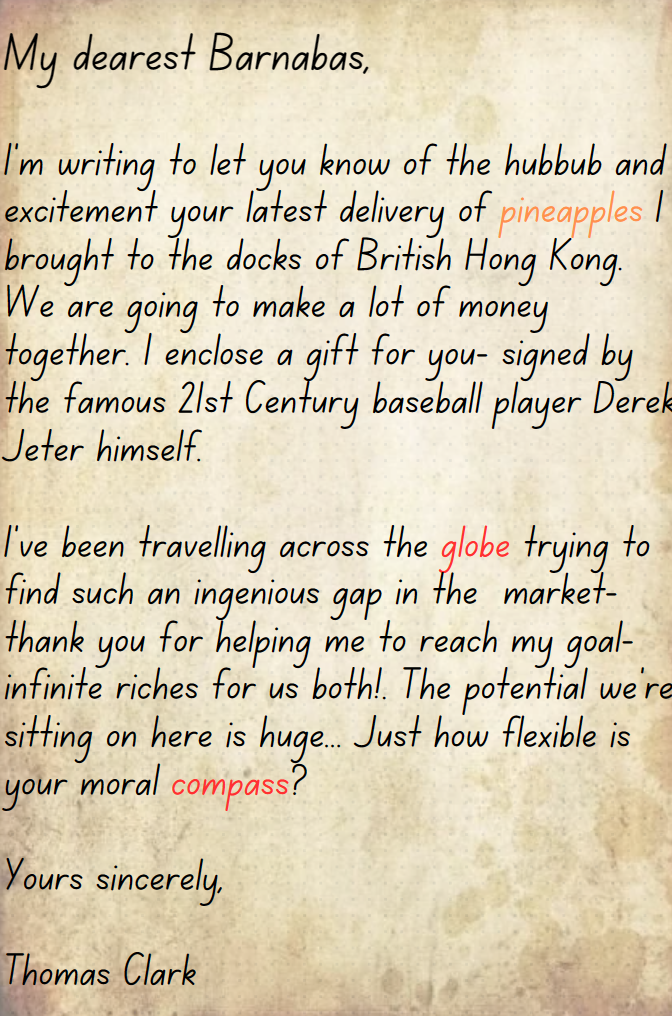 My dearest Barnabas,
I'm writing to let you know of the hubbub and
excitement your latest delivery of pineapples I
brought to the docks of British Hong Kong.
We are going to make a lot of money
together. I enclose a gift for you- signed by
the famous 21st Century baseball player Derek
Jeter himself.
I've been travelling across the globe trying to
find such an ingenious gap in the market-
thank you for helping me to reach my goal-
infinite riches for us both!. The potential we're
sitting on here is huge... Just how flexible is
your moral compass?
Yours sincerely,
Thomas Clark